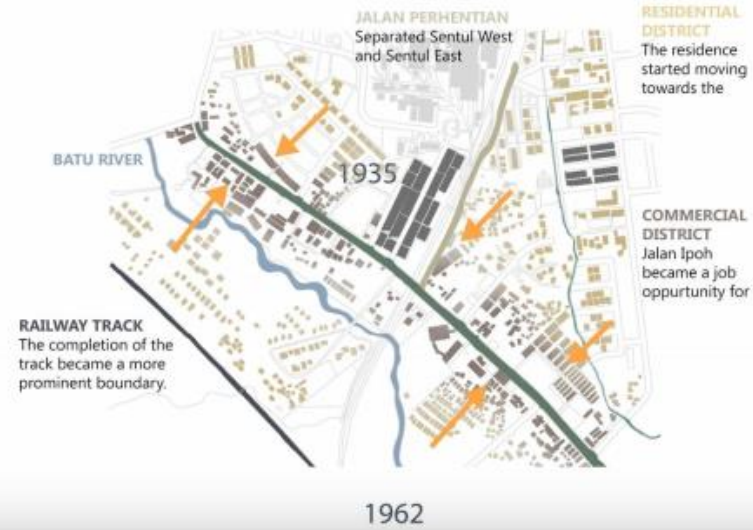 JALAN PERHENTIAN
Separated Sentul West
and Sentul East
RESIDENTIAL
DISTRICT
The residence
started moving
towards the
BATU RIVER
1935
COMMERCIAL
DISTRICT
Jalan Ipoh
became a job
oppurtunity for
RAILWAY TRACK
The completion of the
track became a more
prominent boundary.
1962